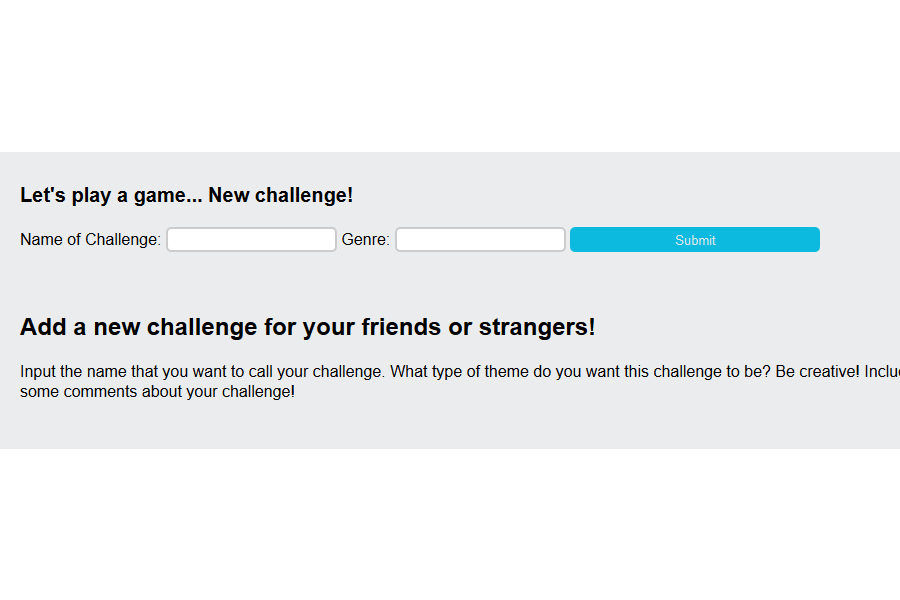 Let's play a game... New challenge!
Name of Challenge: Genre: Submit
Add a new challenge for your friends or strangers!
Input the name that you want to call your challenge. What type of theme do you want this challenge to be? Be creative!
some comments about your challenge!